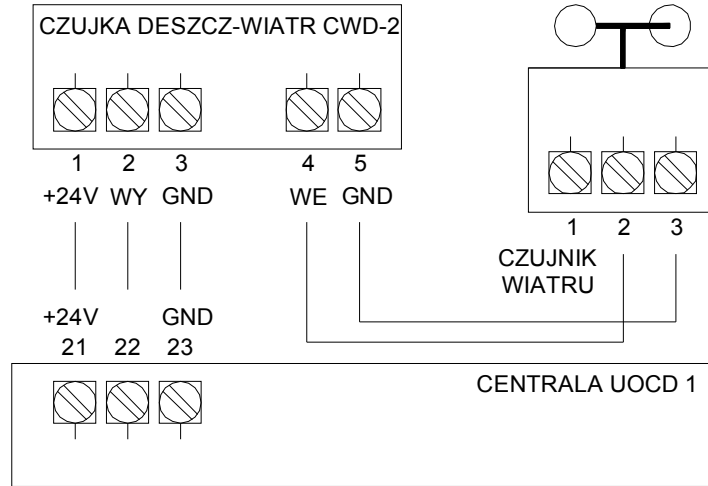 CZUJKA DESZCZ-WIATR CWD-2
1 2 3 4 5
+24V WY GND WE GND
1 2 3
CZUJNIK
WIATRU
+24V GND
21 22 23
CENTRALA UOCD 1